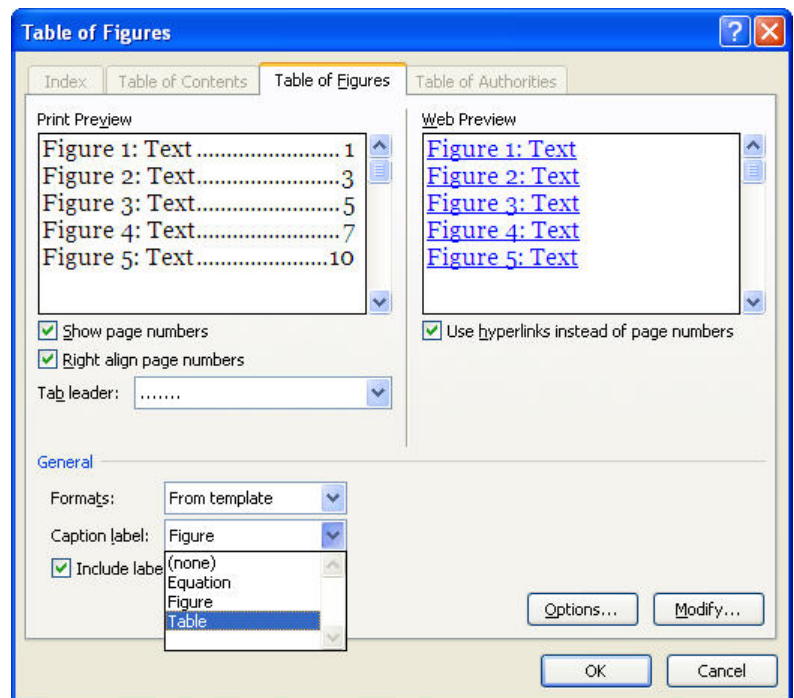 Table of Figures
Index Table of Contents Table of Figures Table of Authorities
Print Preview
Figure 1: Text........................1
Figure 2: Text........................3
Figure 3: Text........................5
Figure 4: Text........................7
Figure 5: Text......................10
Show page numbers
Right align page numbers
Tab leader: .......
Web Preview
Figure 1: Text
Figure 2: Text
Figure 3: Text
Figure 4: Text
Figure 5: Text
Use hyperlinks instead of page numbers
General
Formats: From template
Caption label: Figure
Include labe
(none)
Equation
Figure
Table
Options... Modify...
OK Cancel